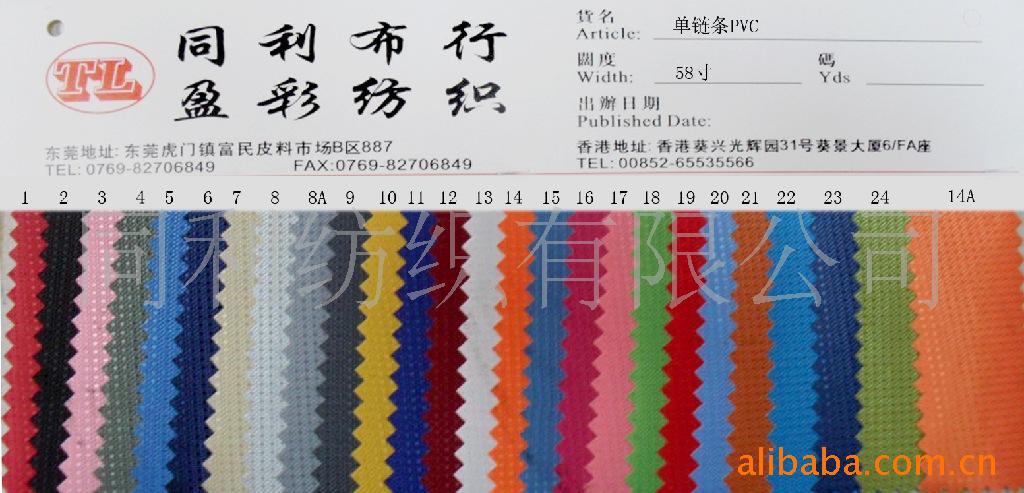 TL
同利布行
盈彩纺织
东莞地址: 东莞虎门镇富民皮料市场B区887
TEL: 0769-82706849 FAX:0769-82706849
貨名
Article: 单链条PVC
闊度 碼
Width: 58寸 Yds
出辦日期
Published Date:
香港地址: 香港葵兴光辉园31号葵景大厦6/FA座
TEL: 00852-65535566
1 2 3 4 5 6 7 8 8A 9 10 11 12 13 14 15 16 17 18 19 20 21 22 23 24 14A
同利纺织有限公司
alibaba.com.cn